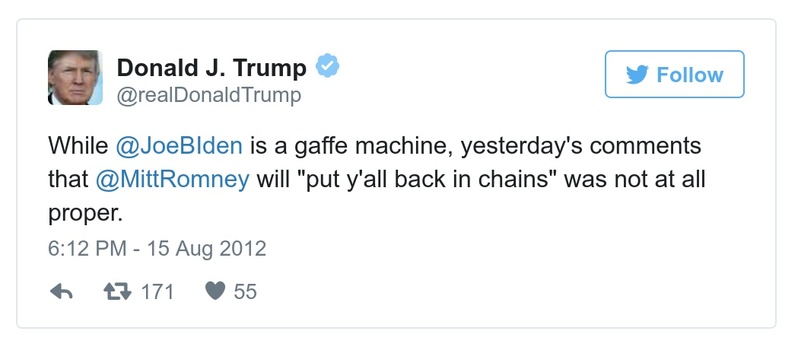 Donald J. Trump
@realDonaldTrump
Follow
While @JoeBIden is a gaffe machine, yesterday's comments
that @MittRomney will "put y'all back in chains" was not at all
proper.
6:12 PM - 15 Aug 2012
171 55